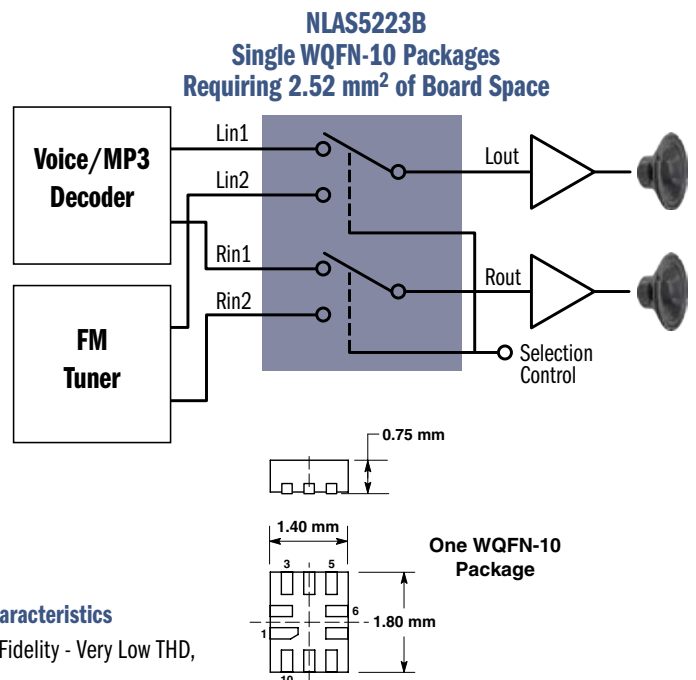 NLAS5223B
Single WQFN-10 Packages
Requiring 2.52 mm² of Board Space
Voice/MP3
Decoder
Lin1
Lin2
Rin1
Rin2
Lout
Rout
FM
Tuner
Selection
Control
0.75 mm
1.40 mm
One WQFN-10
Package
3
5
6
1
10
1.80 mm
aracteristics
Fidelity - Very Low THD,